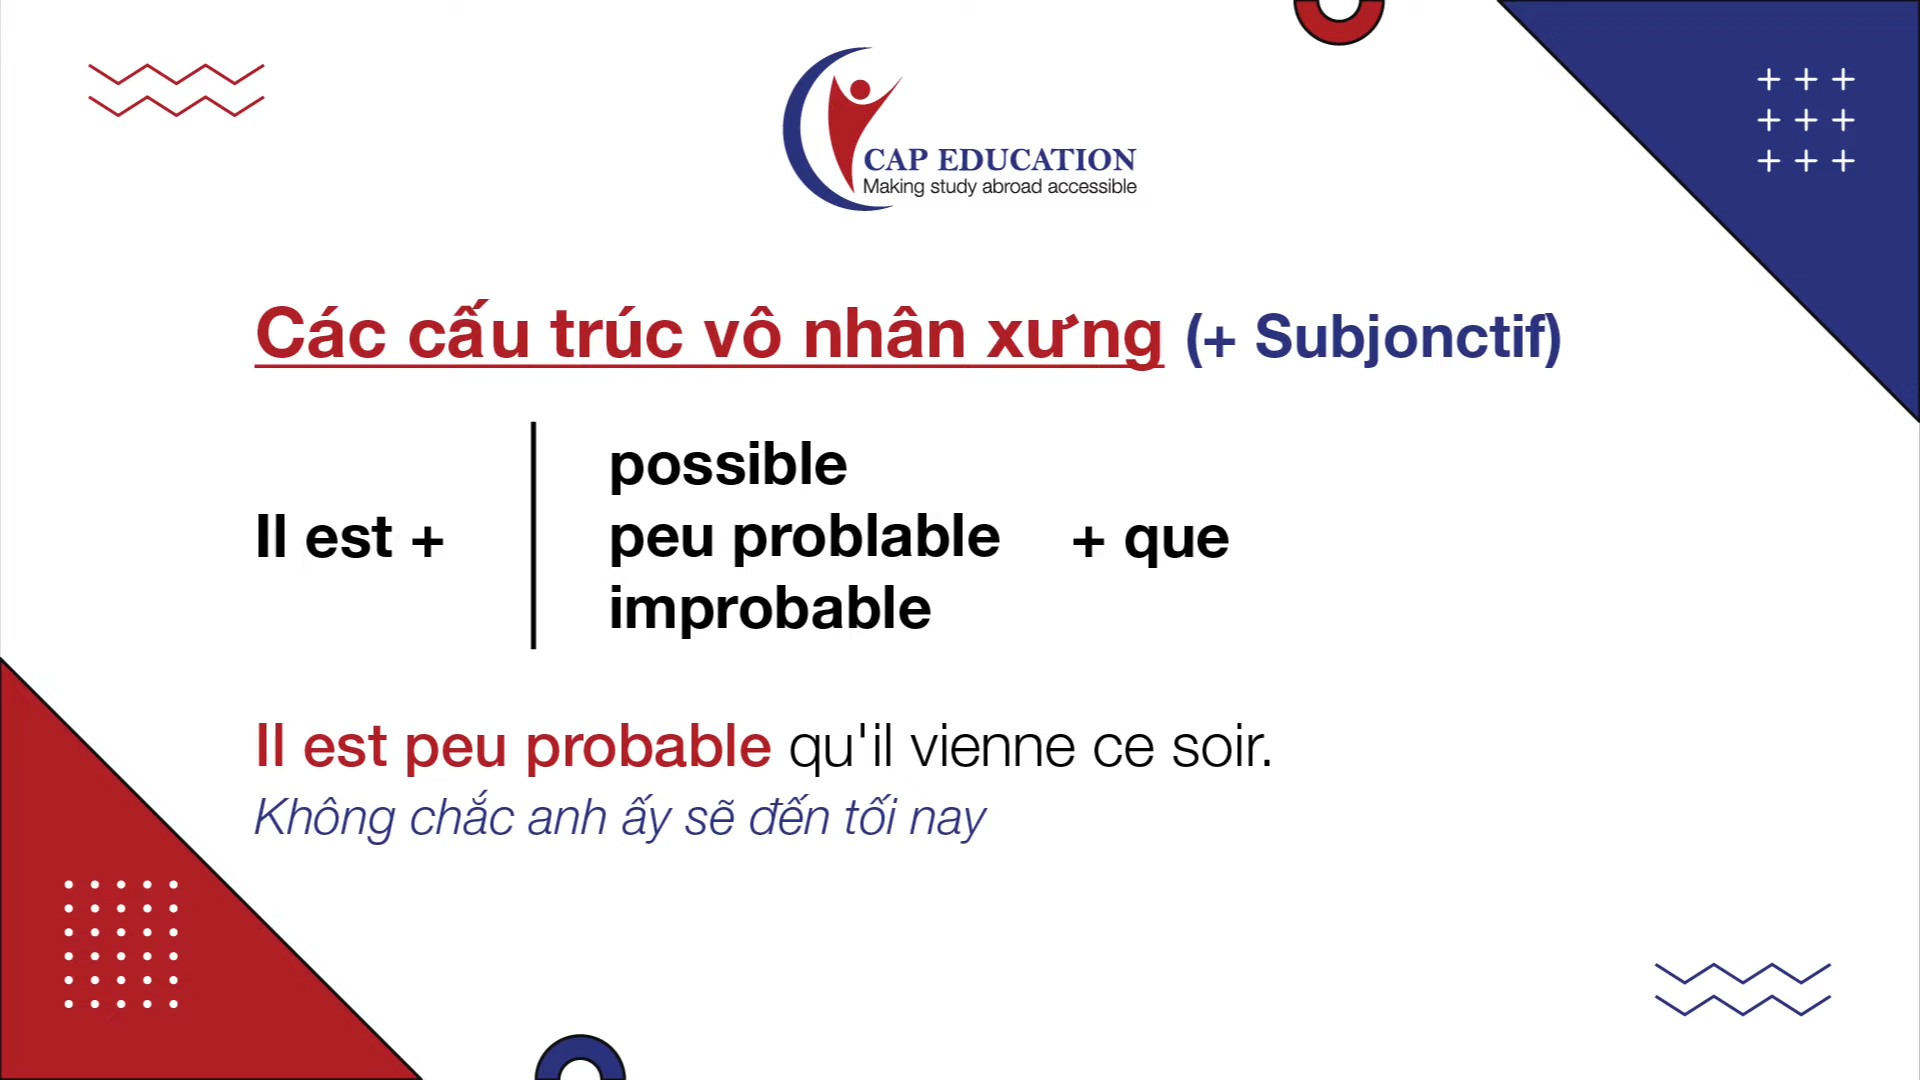 CAP EDUCATION
Making study abroad accessible
Các cấu trúc vô nhân xưng (+ Subjonctif)
possible
Il est + peu problable + que
improbable
Il est peu probable qu'il vienne ce soir.
Không chắc anh ấy sẽ đến tối nay